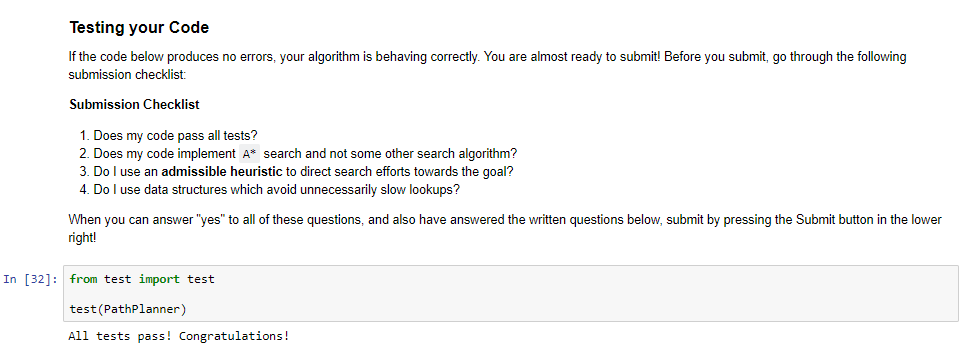 Testing your Code
If the code below produces no errors, your algorithm is behaving correctly. You are almost ready to submit! Before you submit, go through the following
submission checklist:
Submission Checklist
1. Does my code pass all tests?
2. Does my code implement A* search and not some other search algorithm?
3. Do I use an admissible heuristic to direct search efforts towards the goal?
4. Do I use data structures which avoid unnecessarily slow lookups?
When you can answer "yes" to all of these questions, and also have answered the written questions below, submit by pressing the Submit button in the lower
right!
In [32]: from test import test
test(PathPlanner)
All tests pass! Congratulations!